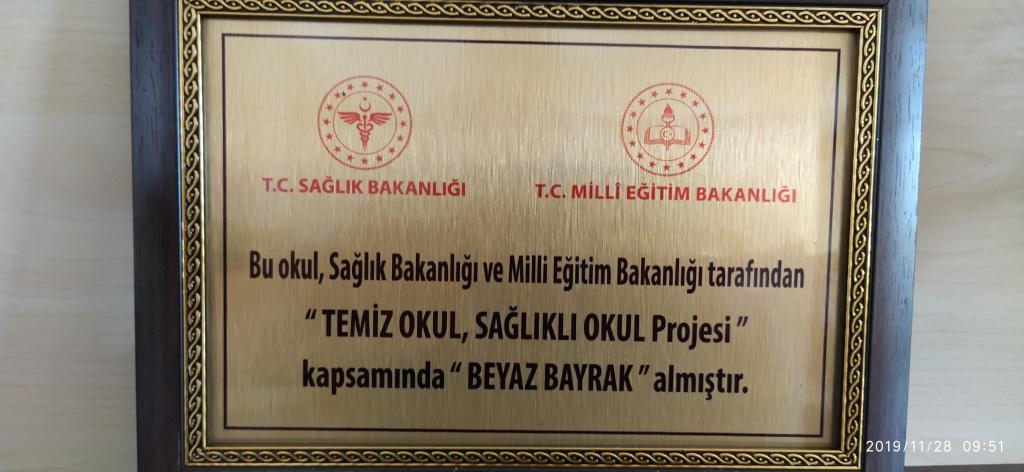 T.C. SAĞLIK BAKANLIĞI
T.C. MİLLÎ EĞİTİM BAKANLIĞI
Bu okul, Sağlık Bakanlığı ve Milli Eğitim Bakanlığı tarafından
“ TEMİZ OKUL, SAĞLIKLI OKUL Projesi ”
kapsamında “ BEYAZ BAYRAK ” almıştır.
2019/11/28 09:51